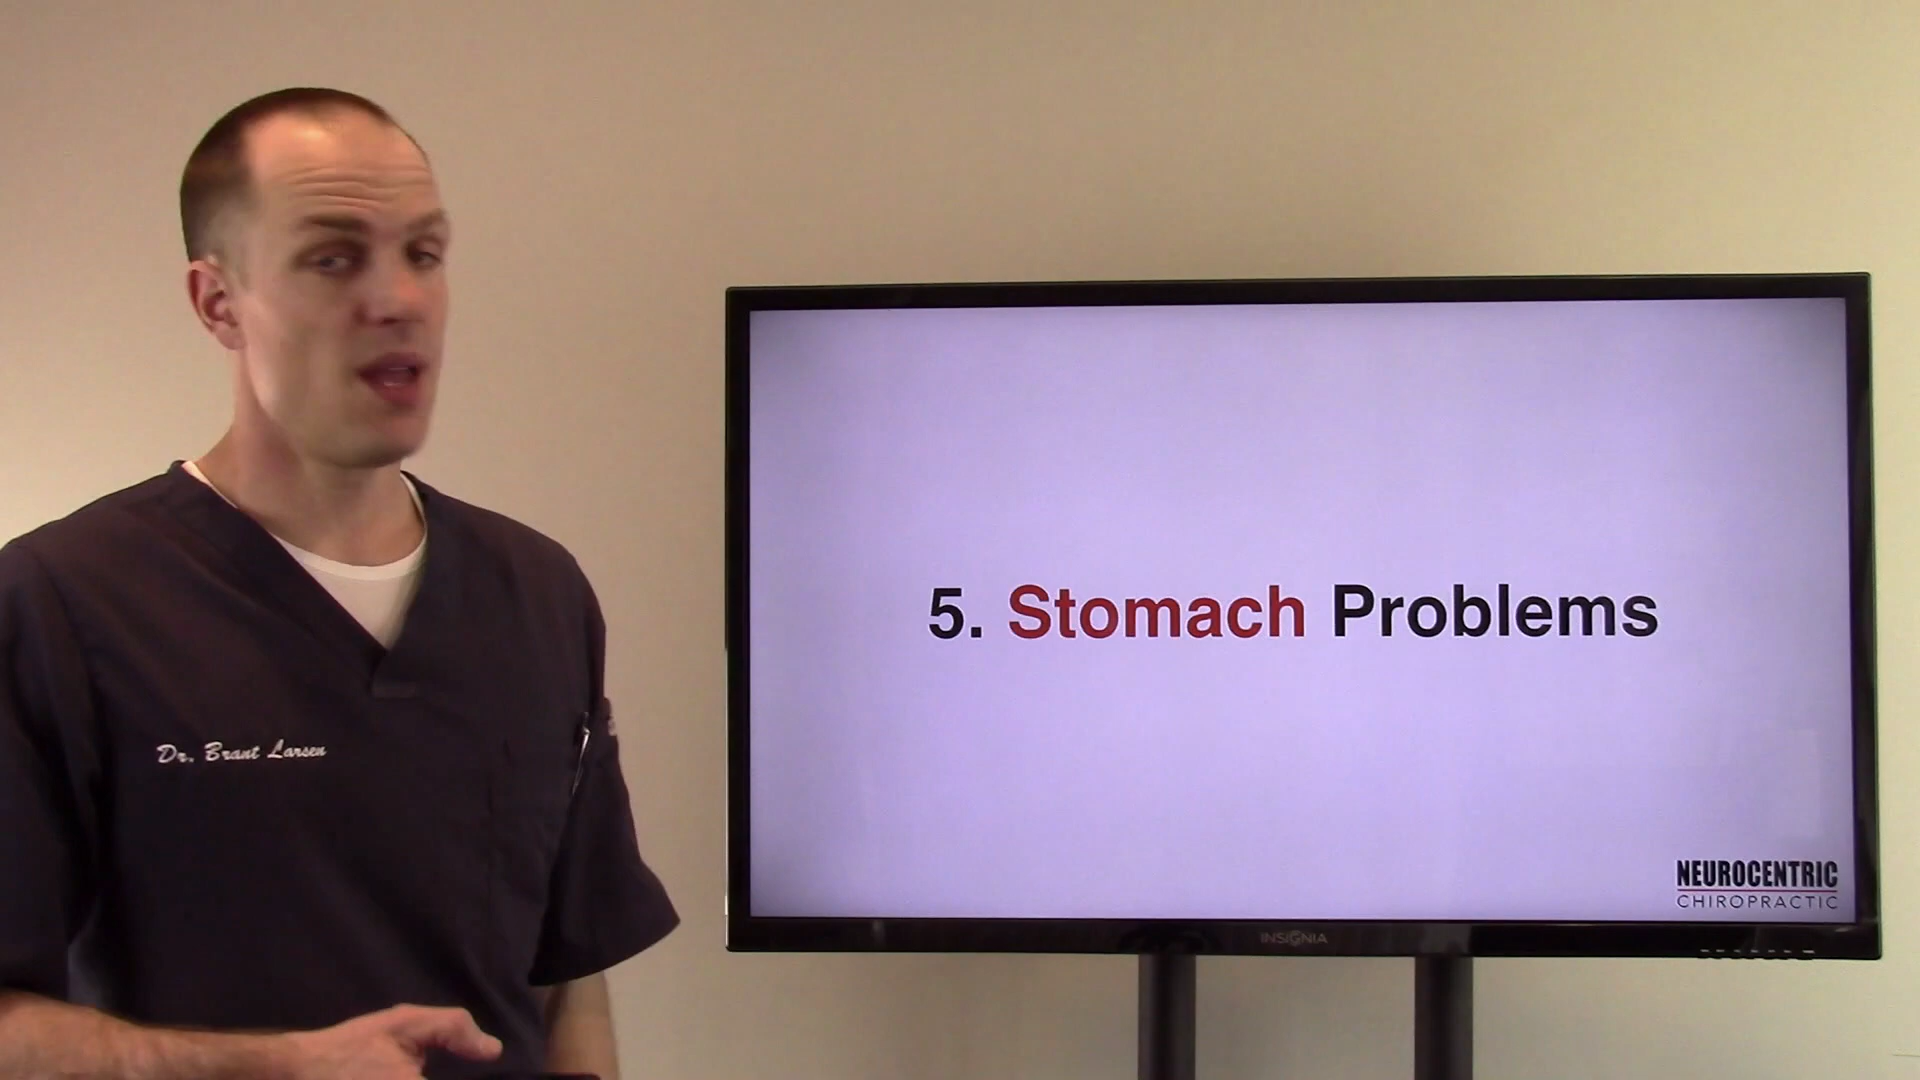 5. Stomach Problems
Dr. Brant Larsen
NEUROCENTRIC
CHIROPRACTIC
INSIGNIA